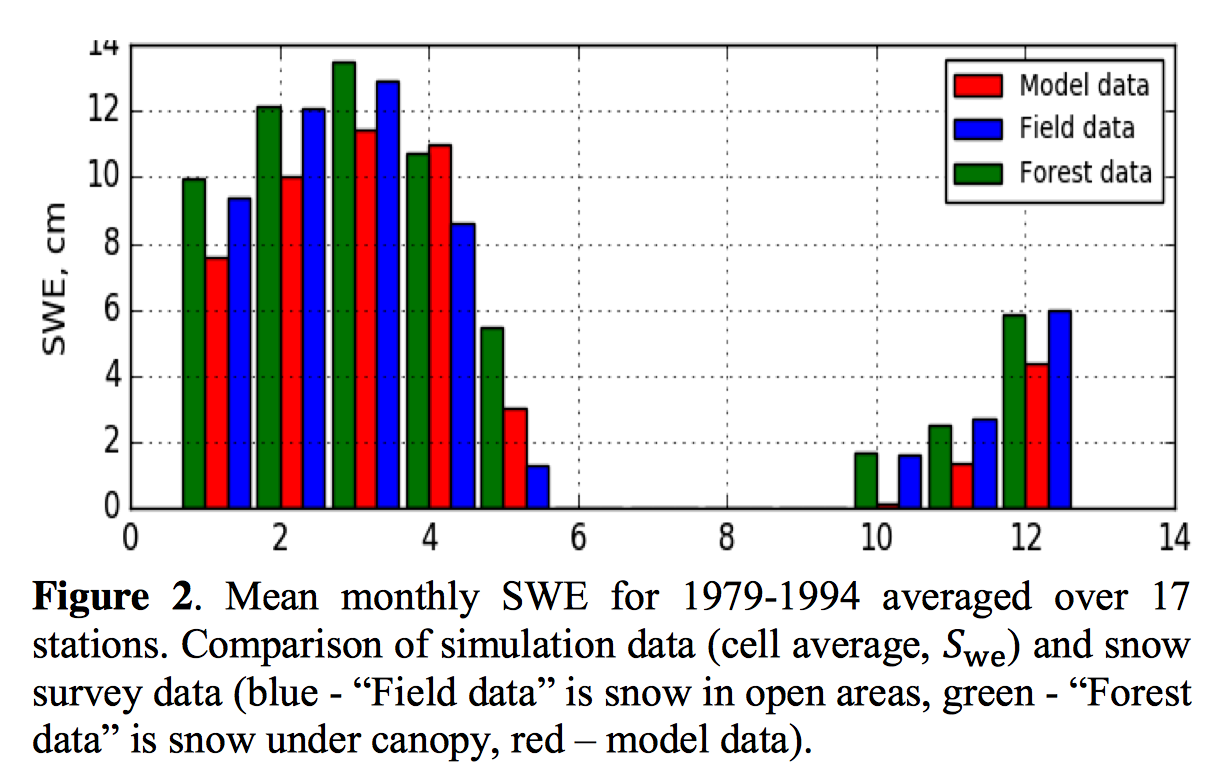 14
12
10
8
6
4
2
0
SWE, cm
Model data
Field data
Forest data
0 2 4 6 8 10 12 14
Figure 2. Mean monthly SWE for 1979-1994 averaged over 17
stations. Comparison of simulation data (cell average, Swe) and snow
survey data (blue - “Field data” is snow in open areas, green - “Forest
data” is snow under canopy, red – model data).